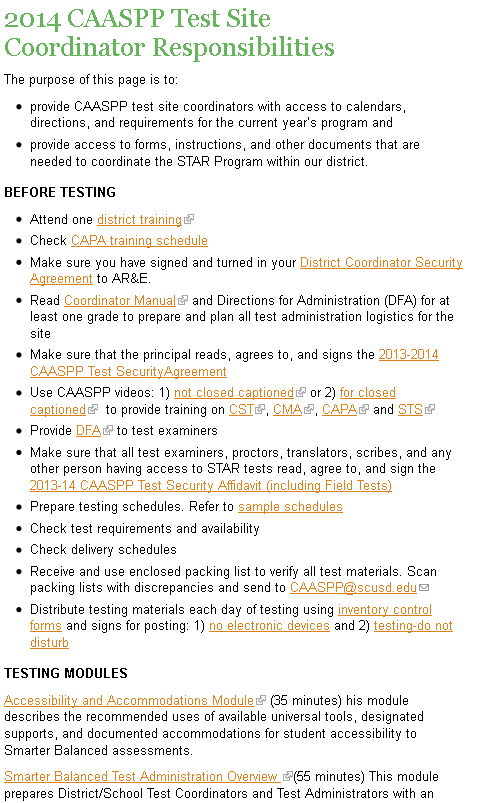 2014 CAASPP Test Site
Coordinator Responsibilities
The purpose of this page is to:
provide CAASPP test site coordinators with access to calendars,
directions, and requirements for the current year's program and
provide access to forms, instructions, and other documents that are
needed to coordinate the STAR Program within our district.
BEFORE TESTING
Attend one district training
Check CAPA training schedule
Make sure you have signed and turned in your District Coordinator Security
Agreement to AR&E.
Read Coordinator Manual and Directions for Administration (DFA) for at
least one grade to prepare and plan all test administration logistics for the
site
Make sure that the principal reads, agrees to, and signs the 2013-2014
CAASPP Test SecurityAgreement
Use CAASPP videos: 1) not closed captioned or 2) for closed
captioned to provide training on CST, CMA, CAPA and STS
Provide DFA to test examiners
Make sure that all test examiners, proctors, translators, scribes, and any
other person having access to STAR tests read, agree to, and sign the
2013-14 CAASPP Test Security Affidavit (including Field Tests)
Prepare testing schedules. Refer to sample schedules
Check test requirements and availability
Check delivery schedules
Receive and use enclosed packing list to verify all test materials. Scan
packing lists with discrepancies and send to CAASPP@scusd.edu
Distribute testing materials each day of testing using inventory control
forms and signs for posting: 1) no electronic devices and 2) testing-do not
disturb
TESTING MODULES
Accessibility and Accommodations Module (35 minutes) his module
describes the recommended uses of available universal tools, designated
supports, and documented accommodations for student accessibility to
Smarter Balanced assessments.
Smarter Balanced Test Administration Overview (55 minutes) This module
prepares District/School Test Coordinators and Test Administrators with an